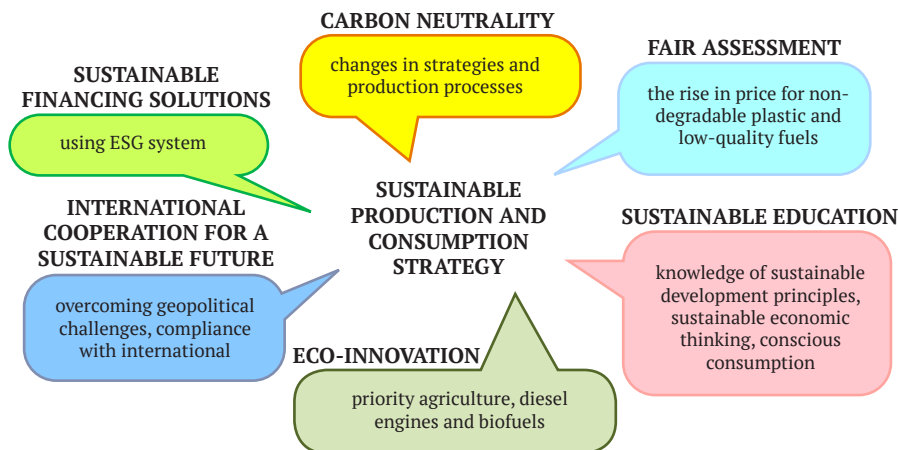 CARBON NEUTRALITY
changes in strategies and
production processes
FAIR ASSESSMENT
the rise in price for non-
degradable plastic and
low-quality fuels
SUSTAINABLE
FINANCING SOLUTIONS
using ESG system
SUSTAINABLE
PRODUCTION AND
CONSUMPTION
STRATEGY
INTERNATIONAL
COOPERATION FOR A
SUSTAINABLE FUTURE
overcoming geopolitical
challenges, compliance
with international
SUSTAINABLE EDUCATION
knowledge of sustainable
development principles,
sustainable economic
thinking, conscious
consumption
ECO-INNOVATION
priority agriculture, diesel
engines and biofuels